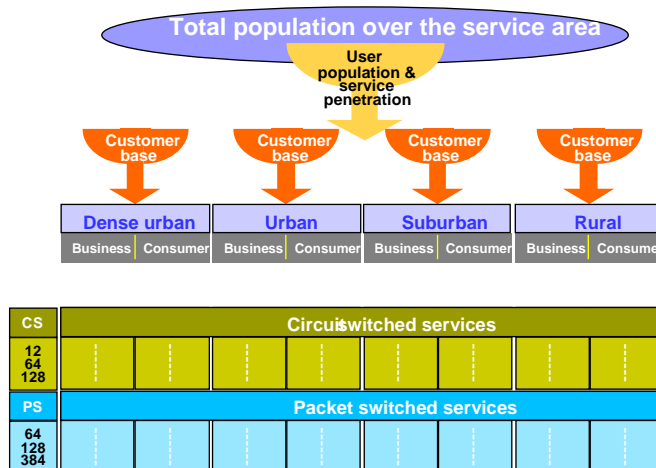 Total population over the service area
User
population &
service
penetration
Customer
base
Customer
base
Customer
base
Customer
base
Dense urban
Urban
Suburban
Rural
Business
Consumer
Business
Consumer
Business
Consumer
Business
Consume
CS
Circuitswitched services
12
64
128
PS
Packet switched services
64
128
384